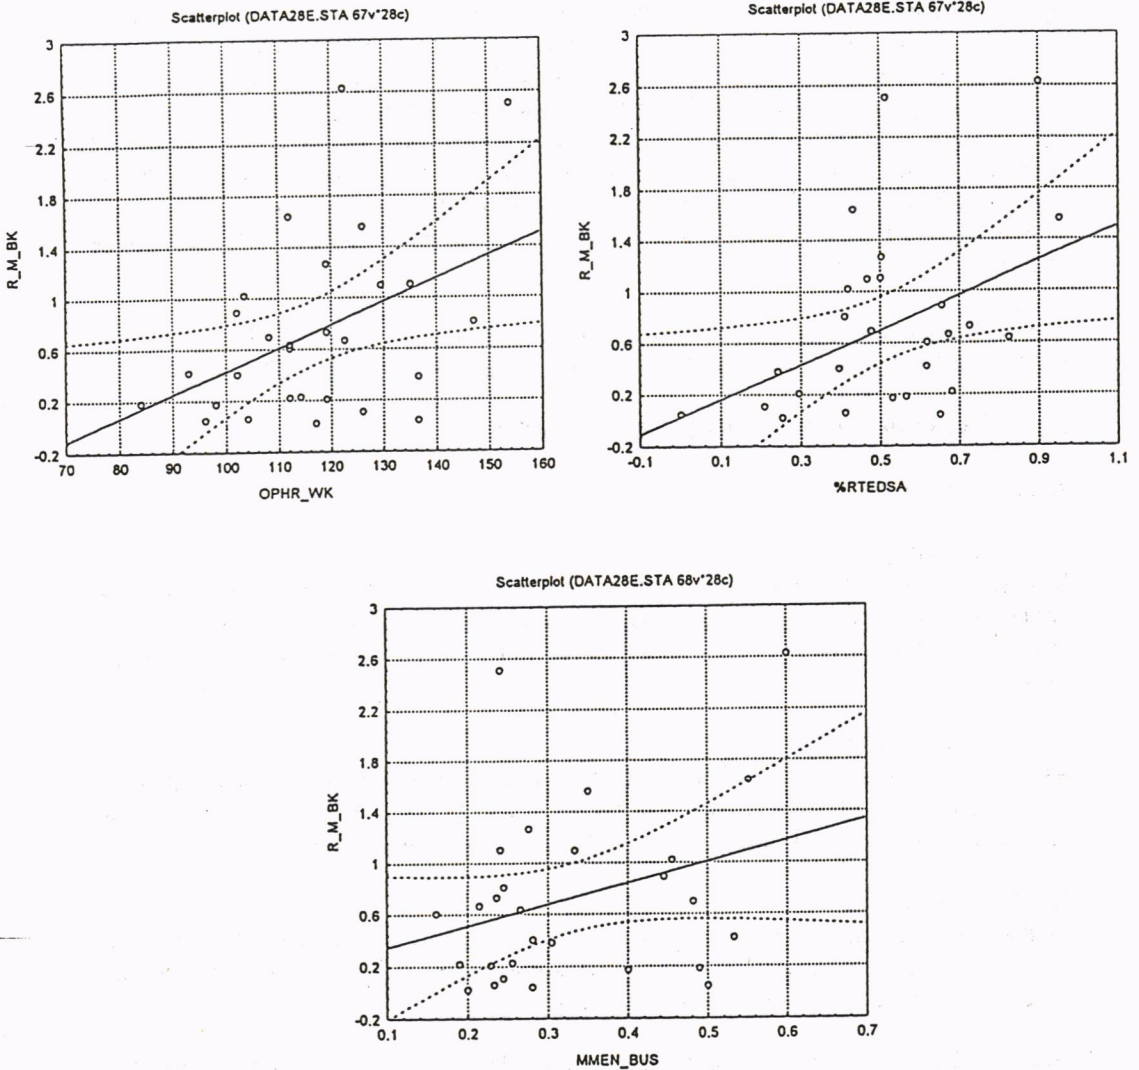 Scatterplot (DATA28E.STA 67v*28c)
3
2.6
2.2
1.8
1.4
1
0.6
0.2
-0.2
R_M_BK
70 80 90 100 110 120 130 140 150 160
OPHR_WK
Scatterplot (DATA28E.STA 67v*28c)
3
2.6
2.2
1.8
1.4
1
0.6
0.2
-0.2
R_M_BK
-0.1 0.1 0.3 0.5 0.7 0.9 1.1
%RTEDSA
Scatterplot (DATA28E.STA 68v*28c)
3
2.6
2.2
1.8
1.4
1
0.6
0.2
-0.2
R_M_BK
0.1 0.2 0.3 0.4 0.5 0.6 0.7
MMEN_BUS